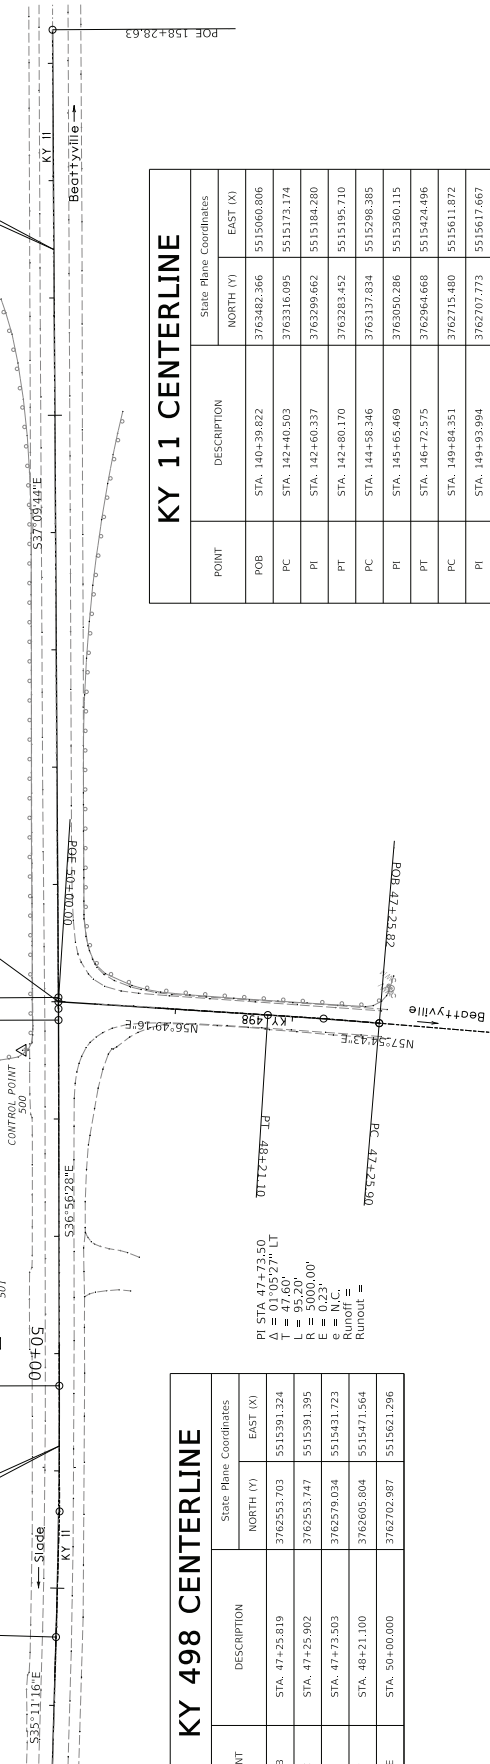 POE 158+28.63
KY 11
Beattyville
S37°09'44"E
POE 50+00.00
POB 47+25.82
N56°49'16"E
KY 498
N57°54'43"E
Beattyville
CONTROL POINT
500
PT 48+21.10
PC 47+25.90
S36°56'28"E
501
50+00
Slade
KY 11
S35°11'16"E
PI STA 47+73.50
Δ = 01°05'27" LT
T = 47.60'
L = 95.20'
R = 5000.00'
E = 0.23'
e = N.C.
Runoff =
Runout =
KY 11 CENTERLINE
POINT DESCRIPTION State Plane Coordinates
NORTH (Y) EAST (X)
POB STA. 140+39.822 3763482.366 5515060.806
PC STA. 142+40.503 3763316.095 5515173.174
PI STA. 142+60.337 3763299.662 5515184.280
PT STA. 142+80.170 3763283.452 5515195.710
PC STA. 144+58.346 3763137.834 5515298.385
PI STA. 145+65.469 3763050.286 5515360.115
PT STA. 146+72.575 3762964.668 5515424.496
PC STA. 149+84.351 3762715.480 5515611.872
PI STA. 149+93.994 3762707.773 5515617.667
KY 498 CENTERLINE
NT DESCRIPTION State Plane Coordinates
NORTH (Y) EAST (X)
B STA. 47+25.819 3762553.703 5515391.324
STA. 47+25.902 3762553.747 5515391.395
STA. 47+73.503 3762579.034 5515431.723
STA. 48+21.100 3762605.804 5515471.564
E STA. 50+00.000 3762702.987 5515621.296